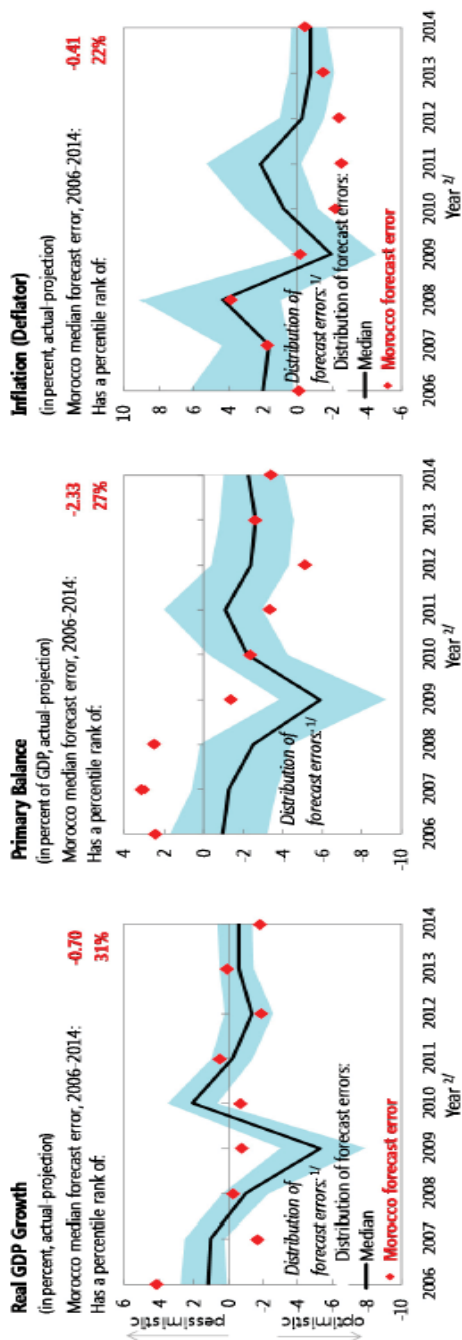 Real GDP Growth
(in percent, actual-projection)
Morocco median forecast error, 2006-2014: -0.70
Has a percentile rank of: 31%
pessimistic
optimistic
6
4
2
0
-2
-4
-6
-8
-10
Distribution of
forecast errors: 1/
Distribution of forecast errors:
Median
Morocco forecast error
2006 2007 2008 2009 2010 2011 2012 2013 2014
Year 2/
Primary Balance
(in percent of GDP, actual-projection)
Morocco median forecast error, 2006-2014: -2.33
Has a percentile rank of: 27%
4
2
0
-2
-4
-6
-8
-10
Distribution of
forecast errors: 1/
2006 2007 2008 2009 2010 2011 2012 2013 2014
Year 2/
Inflation (Deflator)
(in percent, actual-projection)
Morocco median forecast error, 2006-2014: -0.41
Has a percentile rank of: 22%
10
8
6
4
2
0
-2
-4
-6
Distribution of
forecast errors: 1/
Distribution of forecast errors:
Median
Morocco forecast error
2006 2007 2008 2009 2010 2011 2012 2013 2014
Year 2/